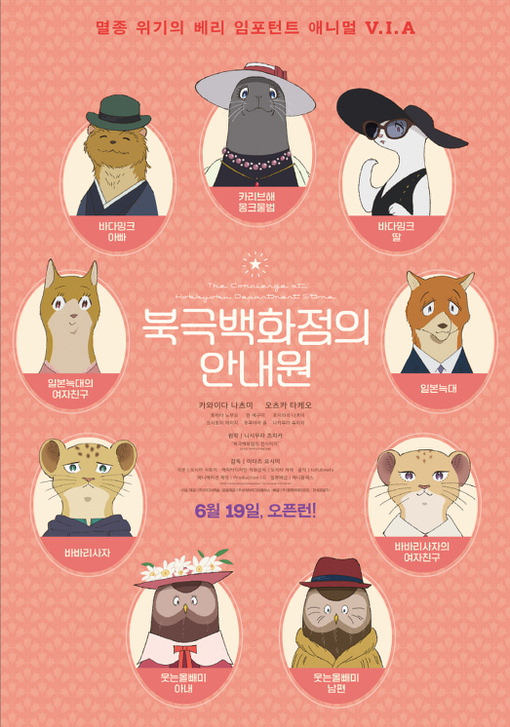 멸종 위기의 베리 임포턴트 애니멀 V.I.A
카리브해
몽크물범
바다밍크
아빠
바다밍크
딸
The Concierge at
Hokkyoku Department Store
북극백화점의
안내원
일본늑대의
여자친구
일본늑대
카와이다 나츠미 오츠카 타케오
원작 | 니시무라 츠치카
감독 | 이타즈 요시미
6월 19일, 오픈런!
바바리사자
바바리사자의
여자친구
웃는올빼미
아내
웃는올빼미
남편